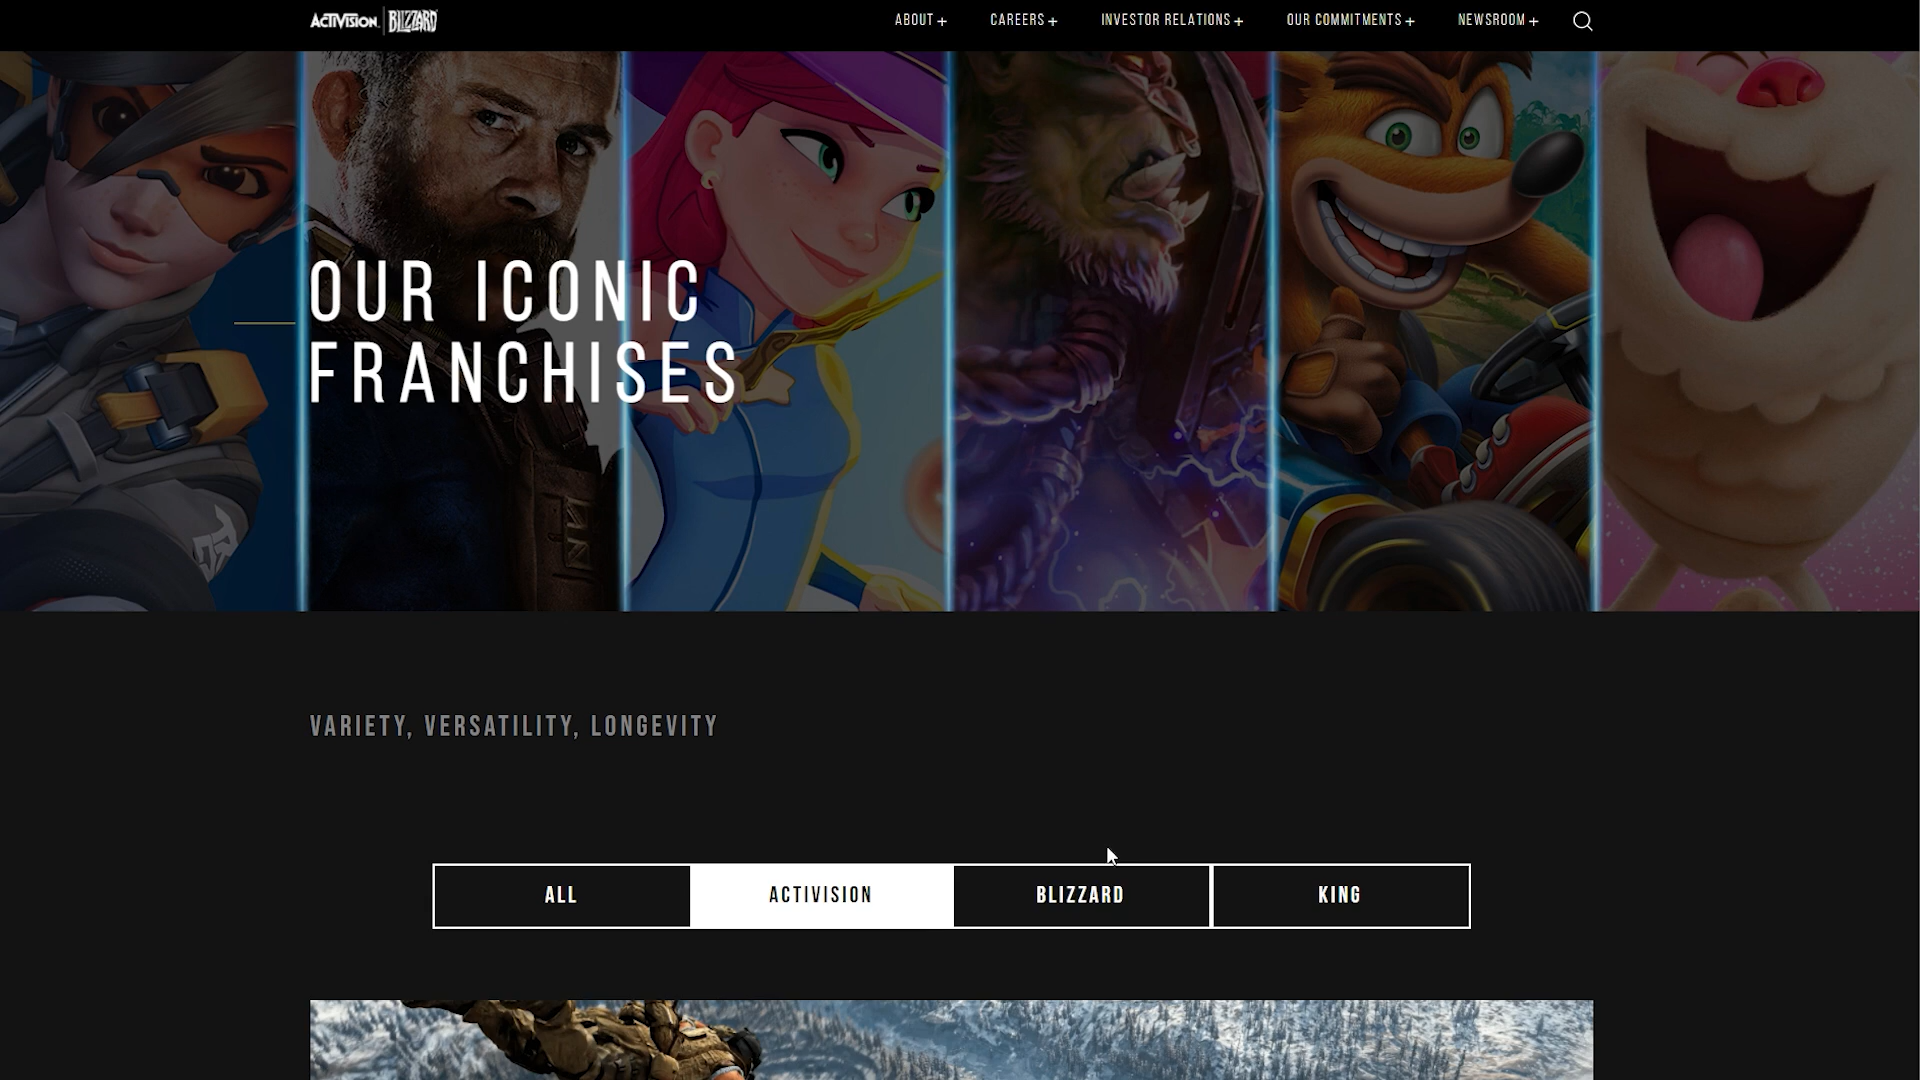 ACTIVISION BLIZZARD
ABOUT + CAREERS + INVESTOR RELATIONS + OUR COMMITMENTS + NEWSROOM +
OUR ICONIC
FRANCHISES
VARIETY, VERSATILITY, LONGEVITY
ALL ACTIVISION BLIZZARD KING